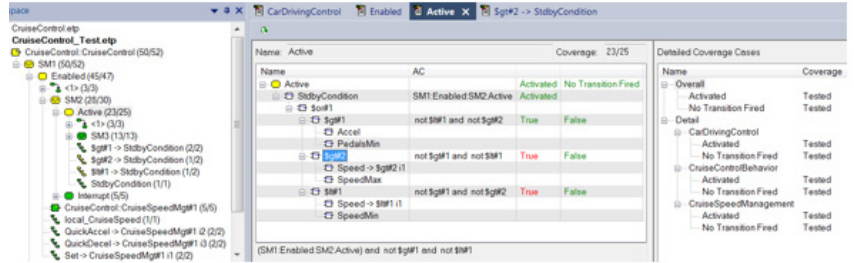 pace
CruiseControl.etp
CruiseControl_Test.etp
CruiseControl::CruiseControl (50/52)
SM1 (50/52)
Enabled (45/47)
<1> (3/3)
SM2 (28/30)
Active (23/25)
<1> (3/3)
SM3 (13/13)
$gt#1 -> StdbyCondition (2/2)
$gt#2 -> StdbyCondition (1/2)
$lt#1 -> StdbyCondition (1/2)
StdbyCondition (1/1)
Interrupt (5/5)
CruiseControl::CruiseSpeedMgt#1 (5/5)
local_CruiseSpeed (1/1)
QuickAccel -> CruiseSpeedMgt#1 i2 (2/2)
QuickDecel -> CruiseSpeedMgt#1 i3 (2/2)
Set -> CruiseSpeedMgt#1 i1 (2/2)
CarDrivingControl Enabled Active X $gt#2 -> StdbyCondition
Name: Active Coverage: 23/25
Name AC
Active Activated No Transition Fired
StdbyCondition SM1:Enabled:SM2:Active Activated
$or#1
$gt#1 not $lt#1 and not $gt#2 True False
Accel
PedalsMin
$gt#2 not $gt#1 and not $lt#1 True False
Speed -> $gt#2 i1
SpeedMax
$lt#1 not $gt#1 and not $gt#2 True False
Speed -> $lt#1 i1
SpeedMin
(SM1:Enabled:SM2:Active) and not $gt#1 and not $lt#1
Detailed Coverage Cases
Name Coverage
Overall
Activated Tested
No Transition Fired Tested
Detail
CarDrivingControl
Activated Tested
No Transition Fired Tested
CruiseControlBehavior
Activated Tested
No Transition Fired Tested
CruiseSpeedManagement
Activated Tested
No Transition Fired Tested